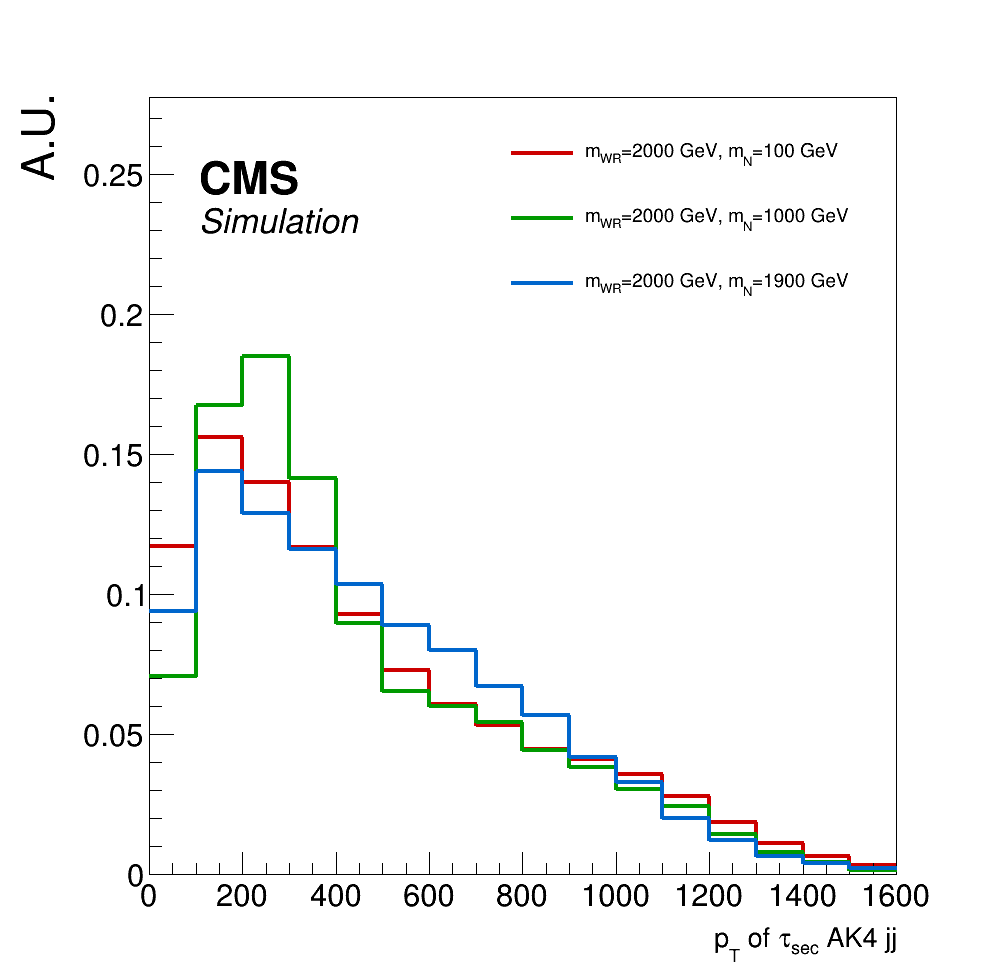 A.U.
CMS
Simulation
m_WR=2000 GeV, m_N=100 GeV
m_WR=2000 GeV, m_N=1000 GeV
m_WR=2000 GeV, m_N=1900 GeV
0.25
0.2
0.15
0.1
0.05
0
0 200 400 600 800 1000 1200 1400 1600
p_T of τ_sec AK4 jj